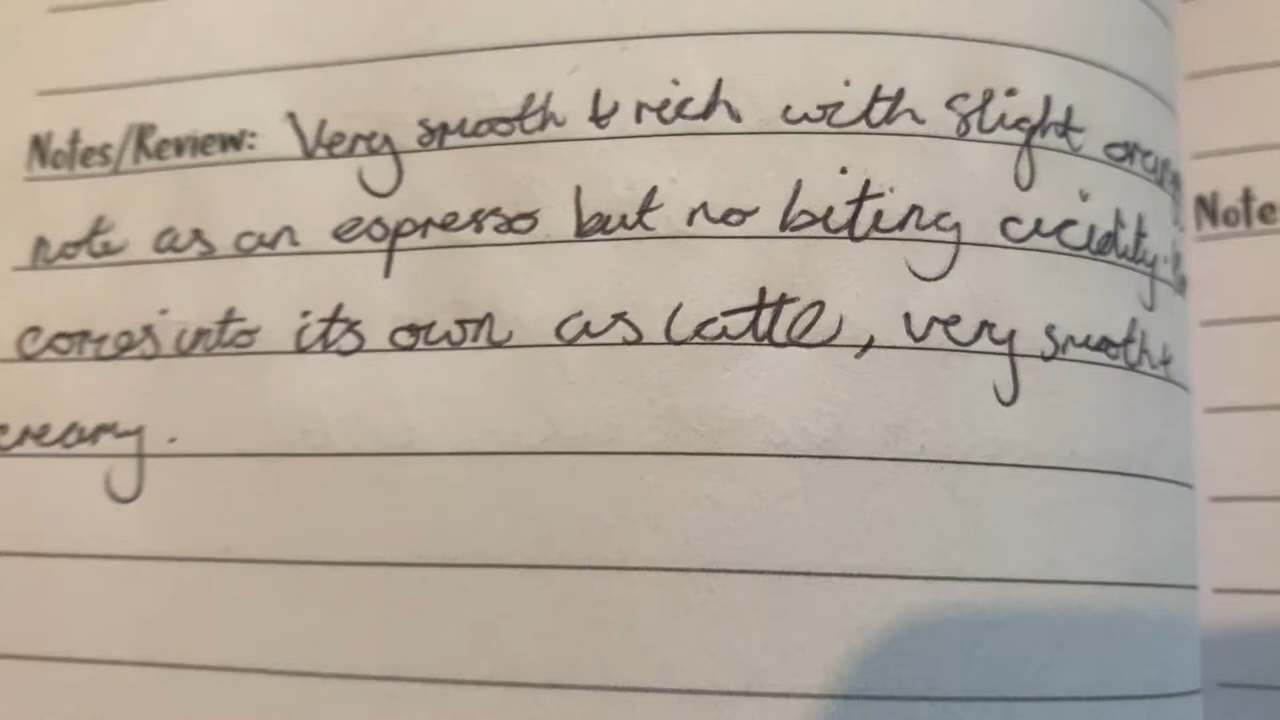 Notes/Review: Very smooth & rich with slight
note as an espresso but no biting acidity.
comes into its own as latte, very smooth +
creamy.
Note